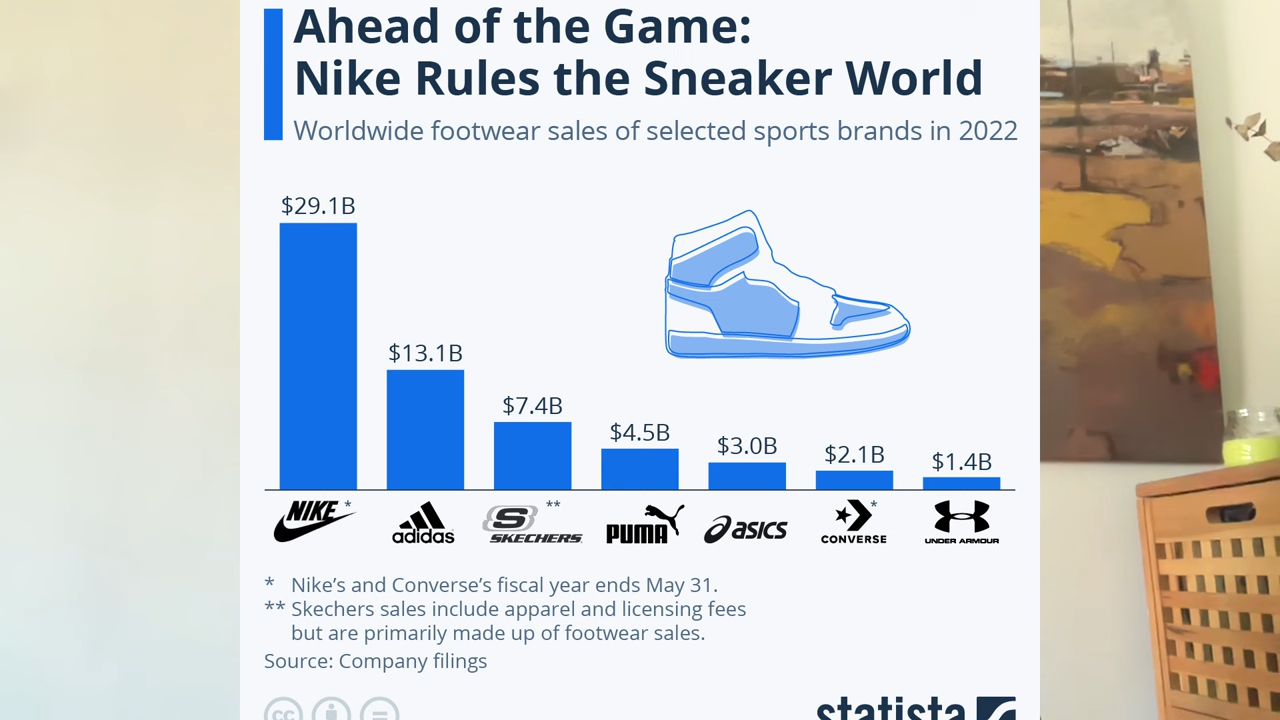 Ahead of the Game:
Nike Rules the Sneaker World
Worldwide footwear sales of selected sports brands in 2022
$29.1B
$13.1B
$7.4B
$4.5B
$3.0B
$2.1B
$1.4B
NIKE *
adidas
S SKECHERS **
PUMA
asics
CONVERSE *
UNDER ARMOUR
* Nike’s and Converse’s fiscal year ends May 31.
** Skechers sales include apparel and licensing fees
but are primarily made up of footwear sales.
Source: Company filings
cc =
statista